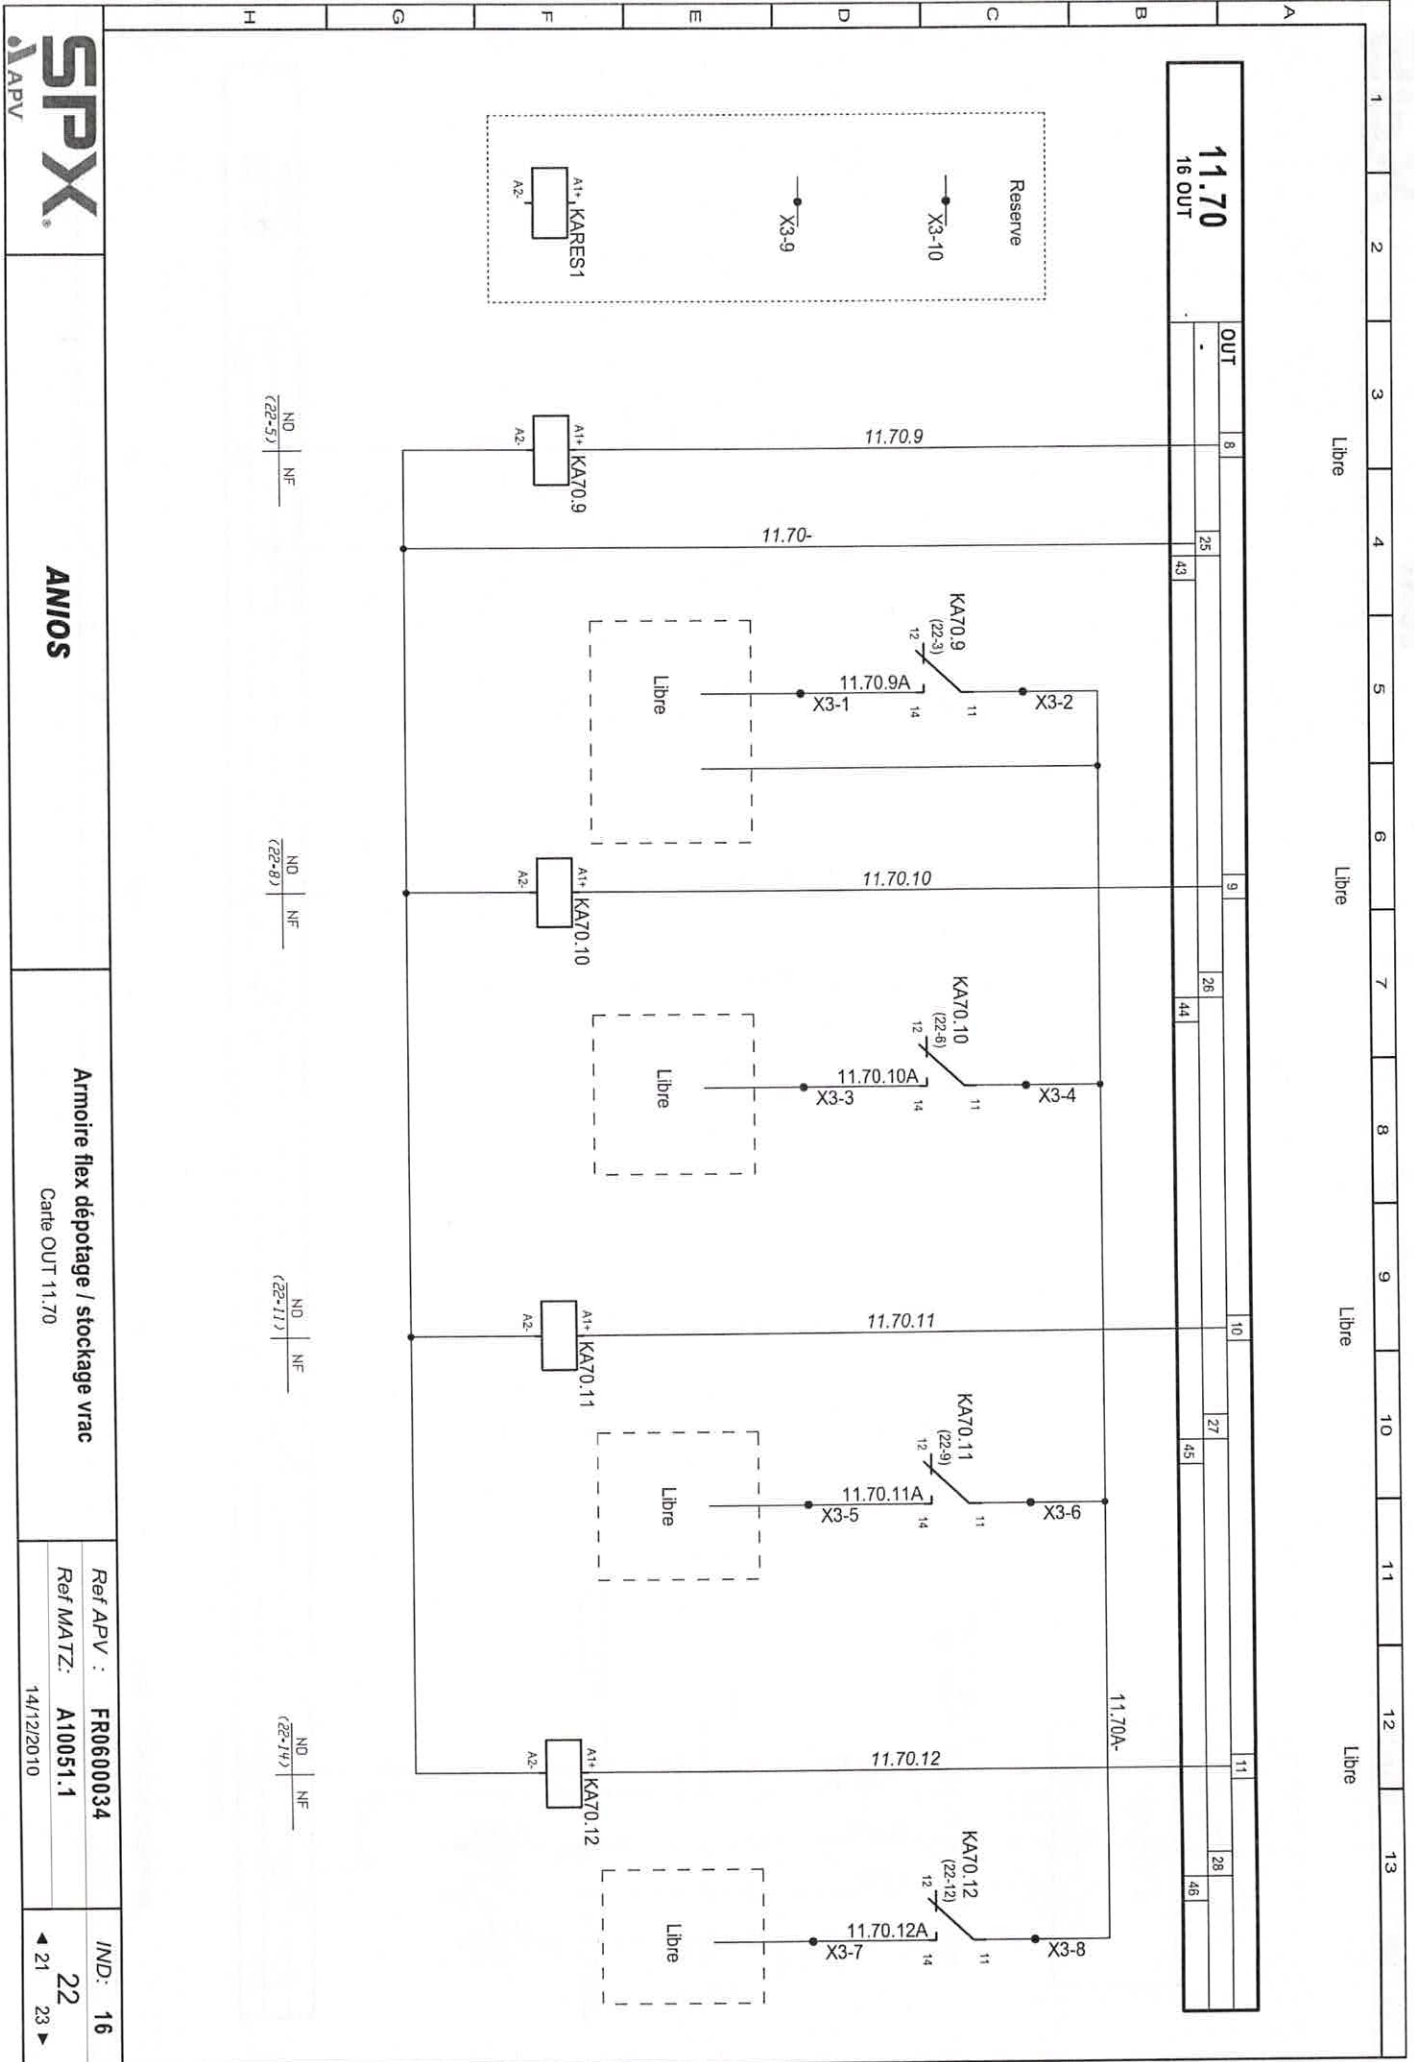 1 2 3 4 5 6 7 8 9 10 11 12 13
A
B
C
D
E
F
G
H
Libre
Libre
Libre
Libre
11.70
16 OUT
OUT
-
8
9
10
11
25
26
27
28
43
44
45
46
Reserve
X3-10
X3-9
A1+
KARES1
A2-
11.70.9
A1+
KA70.9
A2-
ND NF
(22-5)
11.70-
KA70.9
(22-3)
12
14
11
X3-2
11.70.9A
X3-1
Libre
11.70.10
A1+
KA70.10
A2-
ND NF
(22-8)
KA70.10
(22-6)
12
14
11
X3-4
11.70.10A
X3-3
Libre
11.70.11
A1+
KA70.11
A2-
ND NF
(22-11)
KA70.11
(22-9)
12
14
11
X3-6
11.70.11A
X3-5
Libre
11.70A-
11.70.12
A1+
KA70.12
A2-
ND NF
(22-14)
KA70.12
(22-12)
12
14
11
X3-8
11.70.12A
X3-7
Libre
SPX®
APV
ANIOS
Armoire flex dépotage / stockage vrac
Carte OUT 11.70
Ref APV : FR0600034
Ref MATZ: A10051.1
14/12/2010
IND: 16
22
◄ 21 23 ►